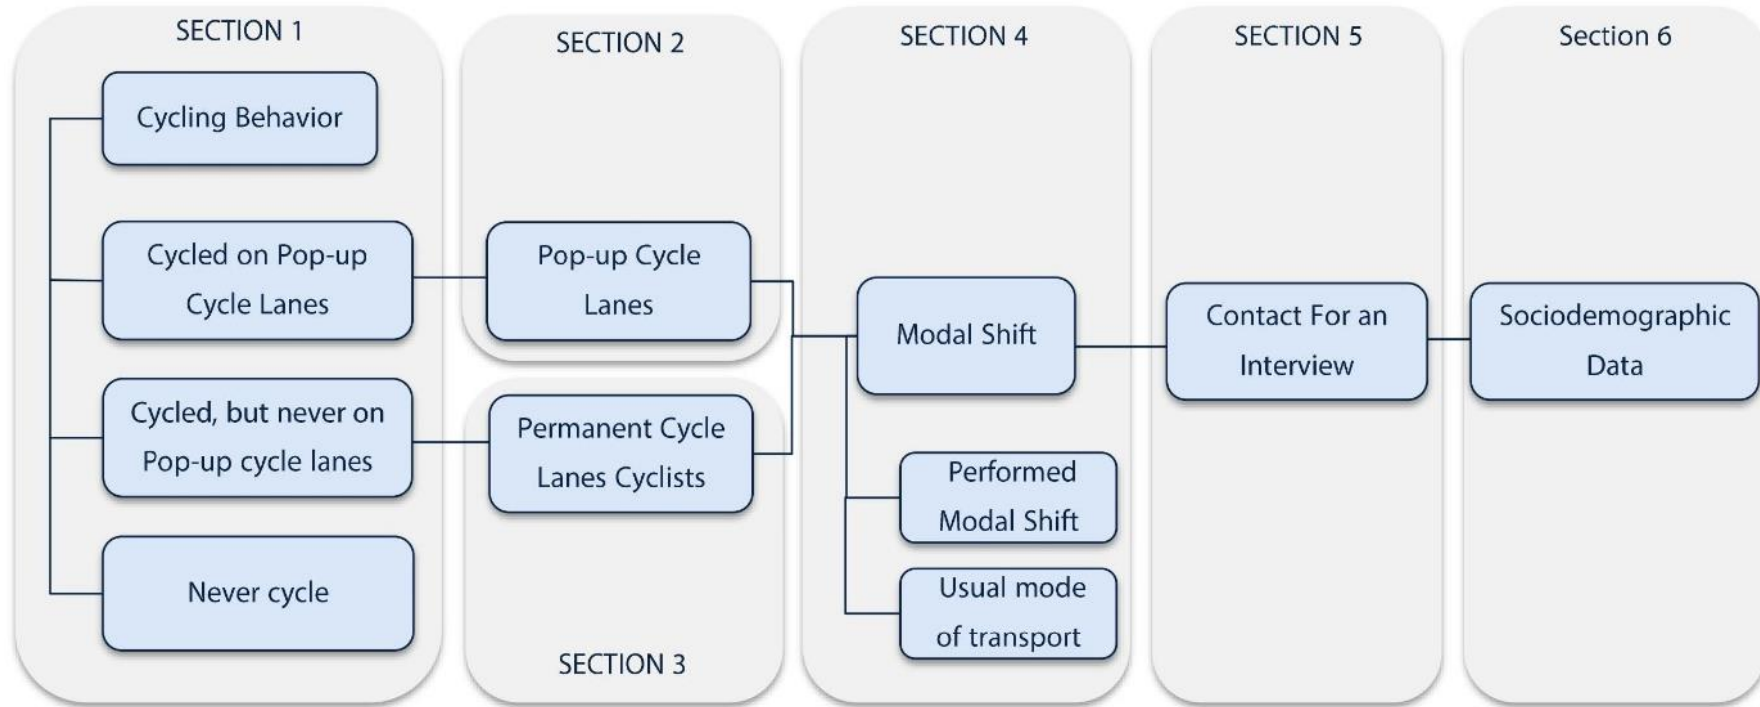 SECTION 1
Cycling Behavior
Cycled on Pop-up
Cycle Lanes
Cycled, but never on
Pop-up cycle lanes
Never cycle
SECTION 2
Pop-up Cycle
Lanes
Permanent Cycle
Lanes Cyclists
SECTION 3
SECTION 4
Modal Shift
Performed
Modal Shift
Usual mode
of transport
SECTION 5
Contact For an
Interview
Section 6
Sociodemographic
Data